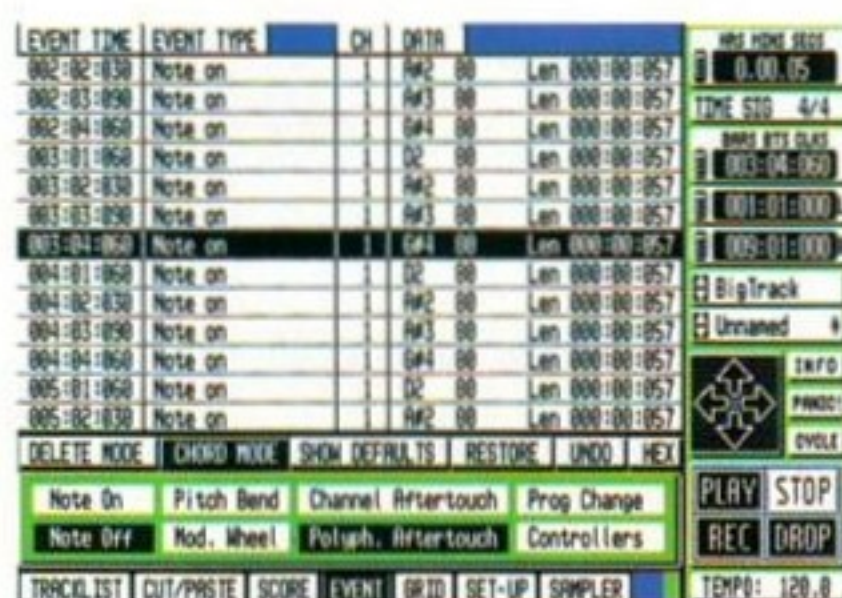 EVENT TIME EVENT TYPE CH DATA
002:02:030 Note on 1 A#2 80 Len 000:00:057
002:03:090 Note on 1 A#3 80 Len 000:00:057
002:04:060 Note on 1 G#4 80 Len 000:00:057
003:01:060 Note on 1 D2 80 Len 000:00:057
003:02:030 Note on 1 A#2 80 Len 000:00:057
003:03:090 Note on 1 A#3 80 Len 000:00:057
003:04:060 Note on 1 G#4 80 Len 000:00:057
004:01:060 Note on 1 D2 80 Len 000:00:057
004:02:030 Note on 1 A#2 80 Len 000:00:057
004:03:090 Note on 1 A#3 80 Len 000:00:057
004:04:060 Note on 1 G#4 80 Len 000:00:057
005:01:060 Note on 1 D2 80 Len 000:00:057
005:02:030 Note on 1 A#2 80 Len 000:00:057
DELETE MODE CHORD MODE SHOW DEFAULTS RESTORE UNDO HEX
Note On Pitch Bend Channel Aftertouch Prog Change
Note Off Mod. Wheel Polyph. Aftertouch Controllers
TRACKLIST CUT/PASTE SCORE EVENT GRID SET-UP SAMPLER
HRS MINS SEGS
0.00.05
TIME SIG 4/4
BARS BTS CLKS
003:04:060
001:01:000
009:01:000
BigTrack
Unnamed
INFO
PANIC!
CYCLE
PLAY STOP
REC DROP
TEMPO: 120.0